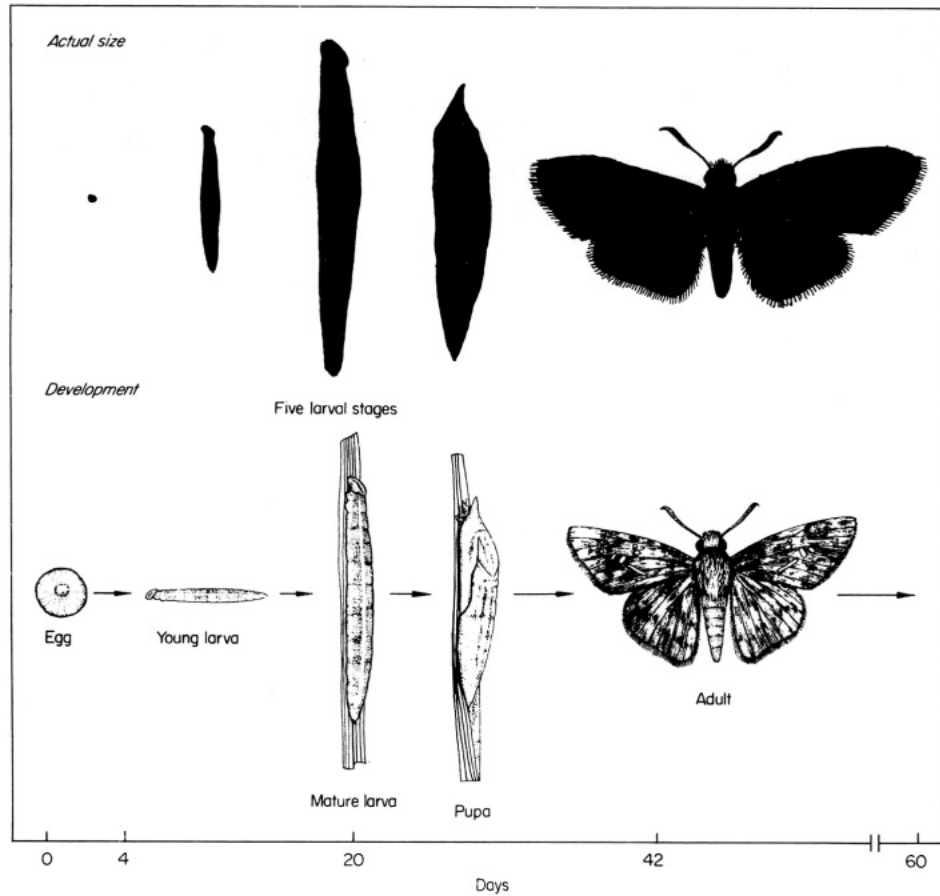 Actual size
Development
Five larval stages
Egg
Young larva
Mature larva
Pupa
Adult
0 4 20 42 60
Days